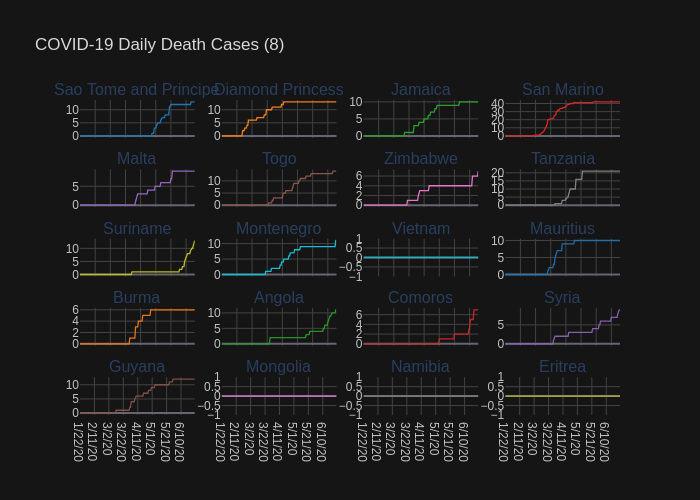 COVID-19 Daily Death Cases (8)
Sao Tome and Principe Diamond Princess Jamaica San Marino
10 5 0
10 5 0
10 5 0
40 30 20 10 0
Malta Togo Zimbabwe Tanzania
5 0
10 5 0
6 4 2 0
20 15 10 5 0
Suriname Montenegro Vietnam Mauritius
10 5 0
10 5 0
1 0.5 0 −0.5 −1
10 5 0
Burma Angola Comoros Syria
6 4 2 0
10 5 0
6 4 2 0
5 0
Guyana Mongolia Namibia Eritrea
10 5 0
1 0.5 0 −0.5 −1
1 0.5 0 −0.5 −1
1 0.5 0 −0.5 −1
1/22/20 2/11/20 3/2/20 3/22/20 4/11/20 5/1/20 5/21/20 6/10/20
1/22/20 2/11/20 3/2/20 3/22/20 4/11/20 5/1/20 5/21/20 6/10/20
1/22/20 2/11/20 3/2/20 3/22/20 4/11/20 5/1/20 5/21/20 6/10/20
1/22/20 2/11/20 3/2/20 3/22/20 4/11/20 5/1/20 5/21/20 6/10/20